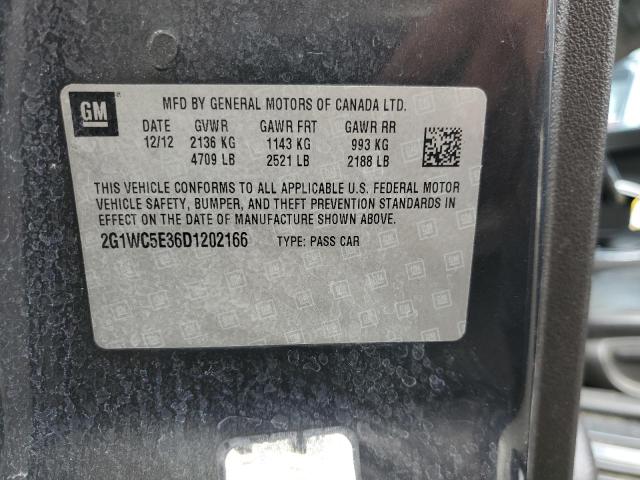 GM
MFD BY GENERAL MOTORS OF CANADA LTD.
DATE GVWR GAWR FRT GAWR RR
12/12 2136 KG 1143 KG 993 KG
4709 LB 2521 LB 2188 LB
THIS VEHICLE CONFORMS TO ALL APPLICABLE U.S. FEDERAL MOTOR
VEHICLE SAFETY, BUMPER, AND THEFT PREVENTION STANDARDS IN
EFFECT ON THE DATE OF MANUFACTURE SHOWN ABOVE.
2G1WC5E36D1202166 TYPE: PASS CAR